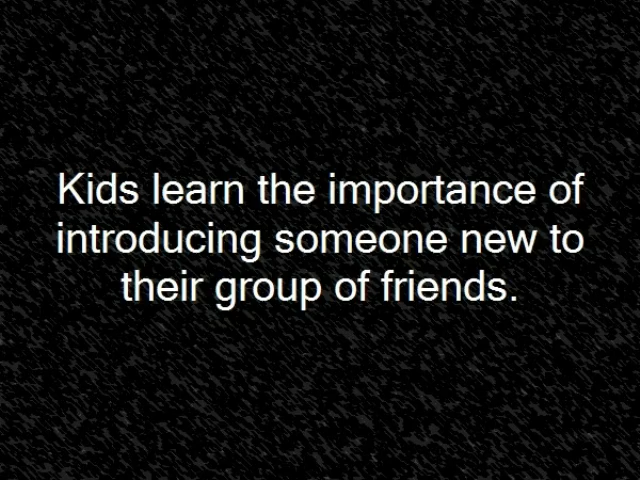 Kids learn the importance of
introducing someone new to
their group of friends.